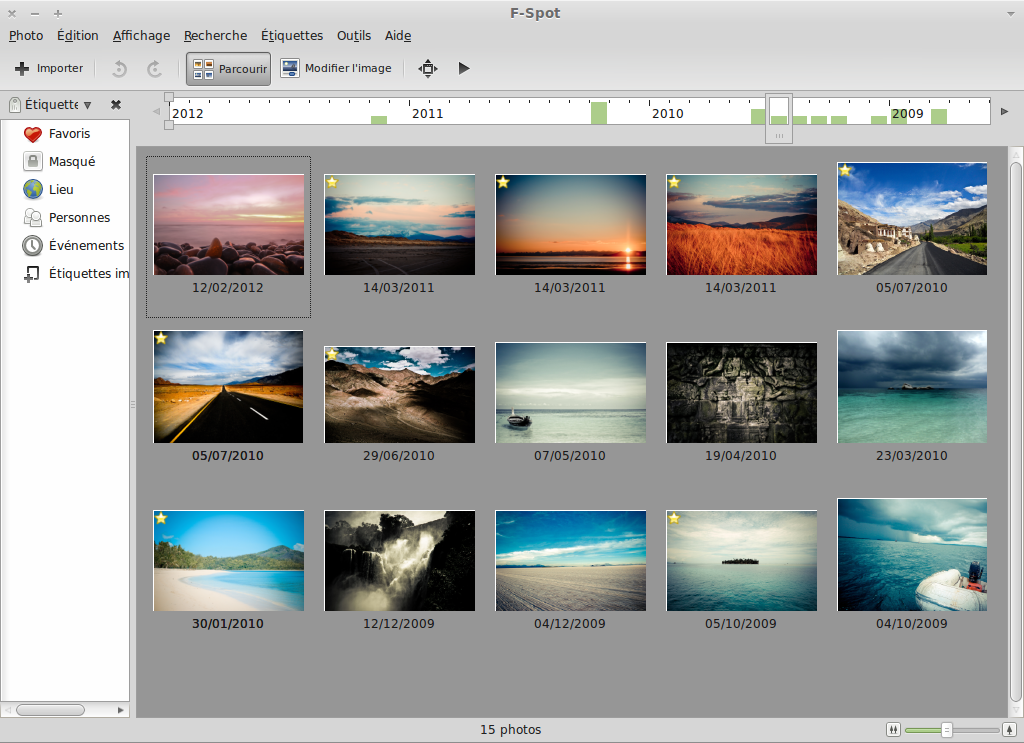 F-Spot
Photo Édition Affichage Recherche Étiquettes Outils Aide
Importer Parcourir Modifier l'image
Étiquette
2012 2011 2010 2009
Favoris
Masqué
Lieu
Personnes
Événements
Étiquettes im
12/02/2012 14/03/2011 14/03/2011 14/03/2011 05/07/2010
05/07/2010 29/06/2010 07/05/2010 19/04/2010 23/03/2010
30/01/2010 12/12/2009 04/12/2009 05/10/2009 04/10/2009
15 photos